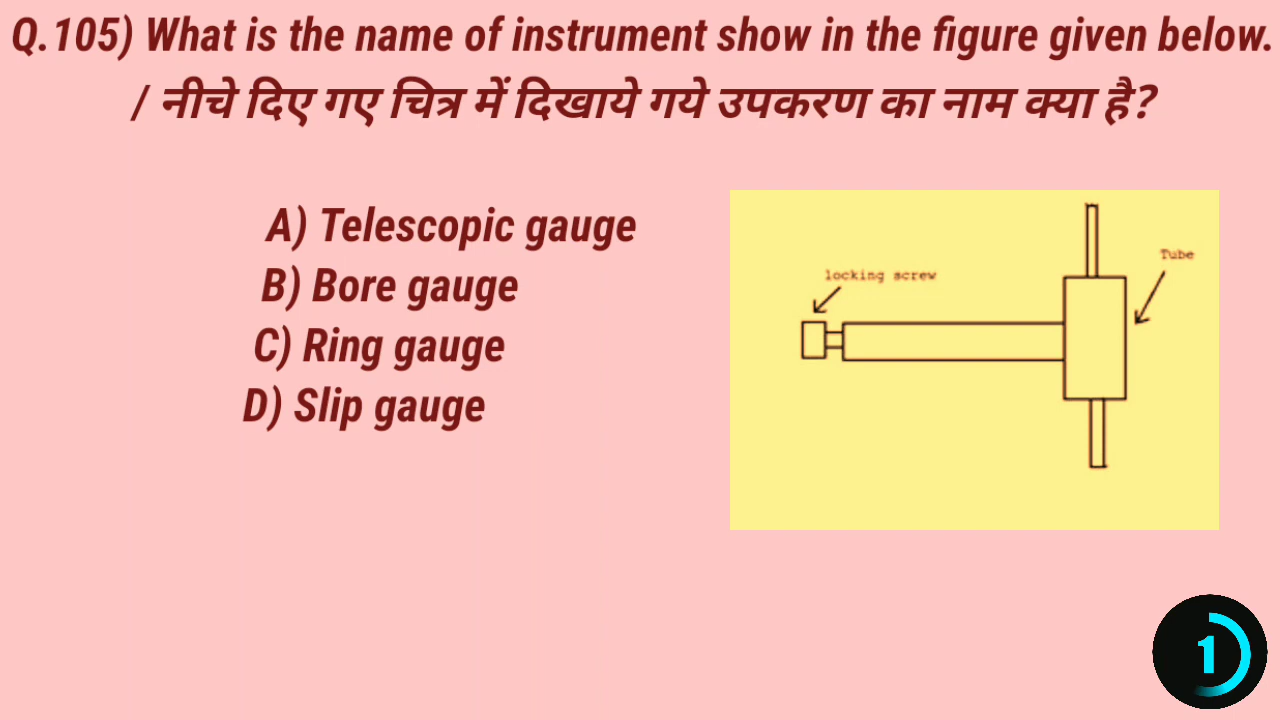 Q.105) What is the name of instrument show in the figure given below.
/ नीचे दिए गए चित्र में दिखाये गये उपकरण का नाम क्या है?
A) Telescopic gauge
B) Bore gauge
C) Ring gauge
D) Slip gauge
locking screw
Tube
1